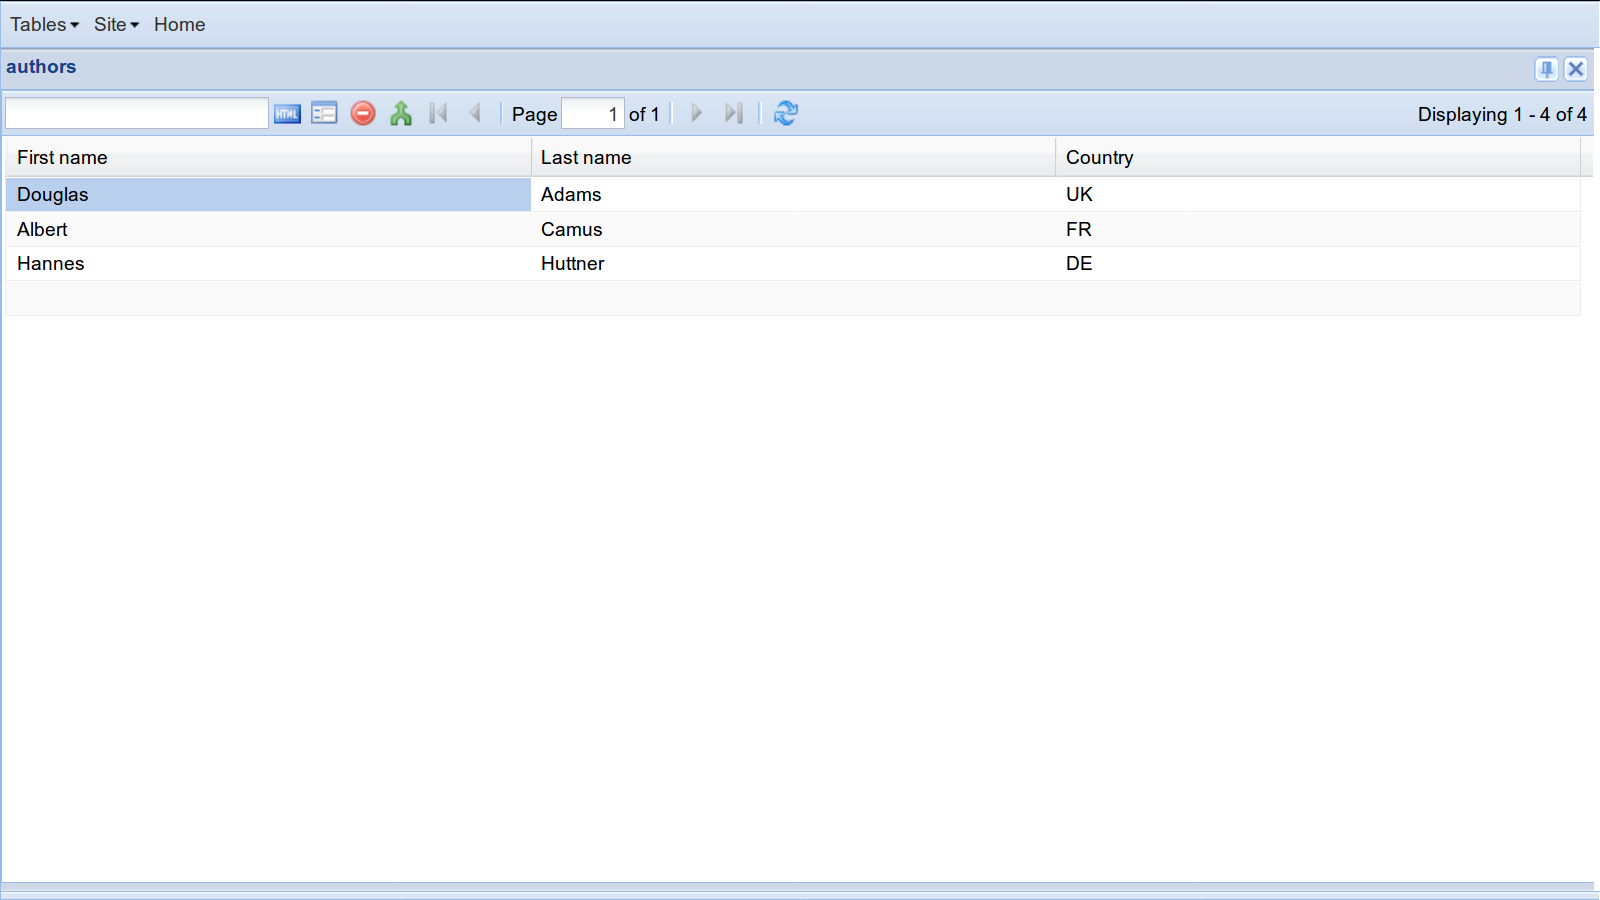 Tables Site Home
authors
HTML Page 1 of 1 Displaying 1 - 4 of 4
First name Last name Country
Douglas Adams UK
Albert Camus FR
Hannes Huttner DE